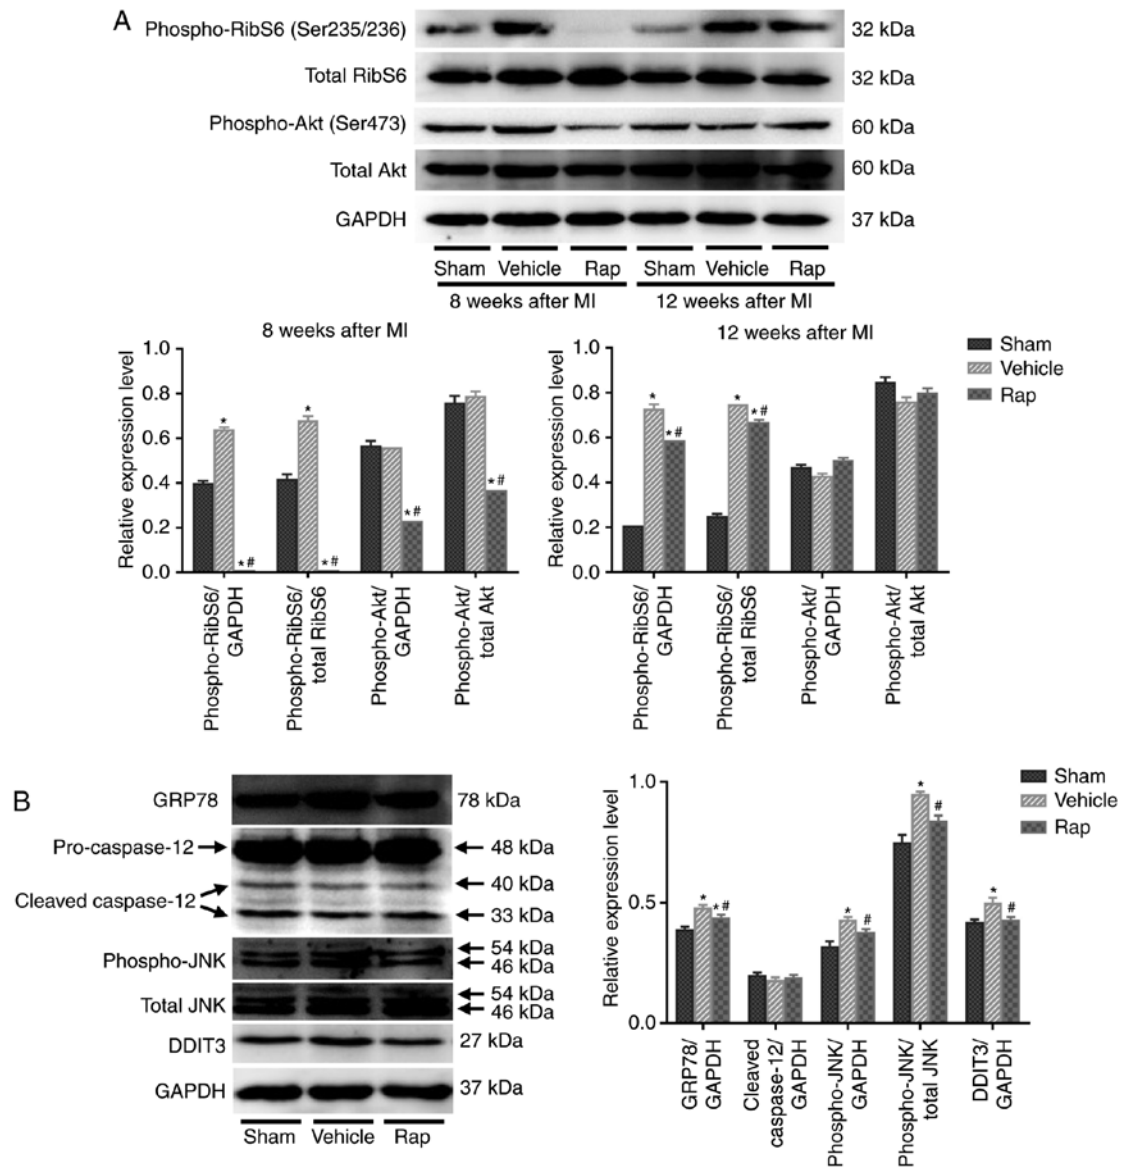 A
Phospho-RibS6 (Ser235/236)
32 kDa
Total RibS6
32 kDa
Phospho-Akt (Ser473)
60 kDa
Total Akt
60 kDa
GAPDH
37 kDa
Sham Vehicle Rap Sham Vehicle Rap
8 weeks after MI 12 weeks after MI
8 weeks after MI
Relative expression level
1.0
0.8
0.6
0.4
0.2
0.0
*
* #
*
* #
* #
* #
Phospho-RibS6/
GAPDH
Phospho-RibS6/
total RibS6
Phospho-Akt/
GAPDH
Phospho-Akt/
total Akt
12 weeks after MI
Relative expression level
1.0
0.8
0.6
0.4
0.2
0.0
*
* #
*
* #
Phospho-RibS6/
GAPDH
Phospho-RibS6/
total RibS6
Phospho-Akt/
GAPDH
Phospho-Akt/
total Akt
Sham
Vehicle
Rap
B
GRP78
78 kDa
Pro-caspase-12
48 kDa
40 kDa
Cleaved caspase-12
33 kDa
Phospho-JNK
54 kDa
46 kDa
Total JNK
54 kDa
46 kDa
DDIT3
27 kDa
GAPDH
37 kDa
Sham Vehicle Rap
Relative expression level
1.0
0.5
0.0
*
* #
*
#
*
#
*
#
GRP78/
GAPDH
Cleaved
caspase-12/
GAPDH
Phospho-JNK/
GAPDH
Phospho-JNK/
total JNK
DDIT3/
GAPDH
Sham
Vehicle
Rap